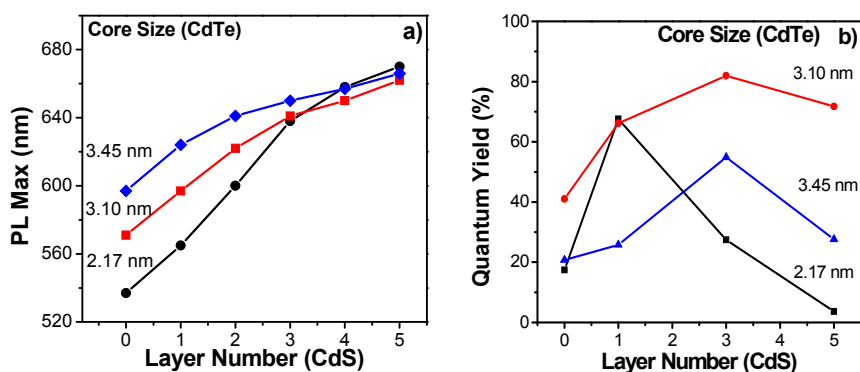 Core Size (CdTe)
a)
PL Max (nm)
680
640
600
560
520
3.45 nm
3.10 nm
2.17 nm
0 1 2 3 4 5
Layer Number (CdS)
Core Size (CdTe)
b)
Quantum Yield (%)
100
80
60
40
20
0
3.10 nm
3.45 nm
2.17 nm
0 1 2 3 4 5
Layer Number (CdS)